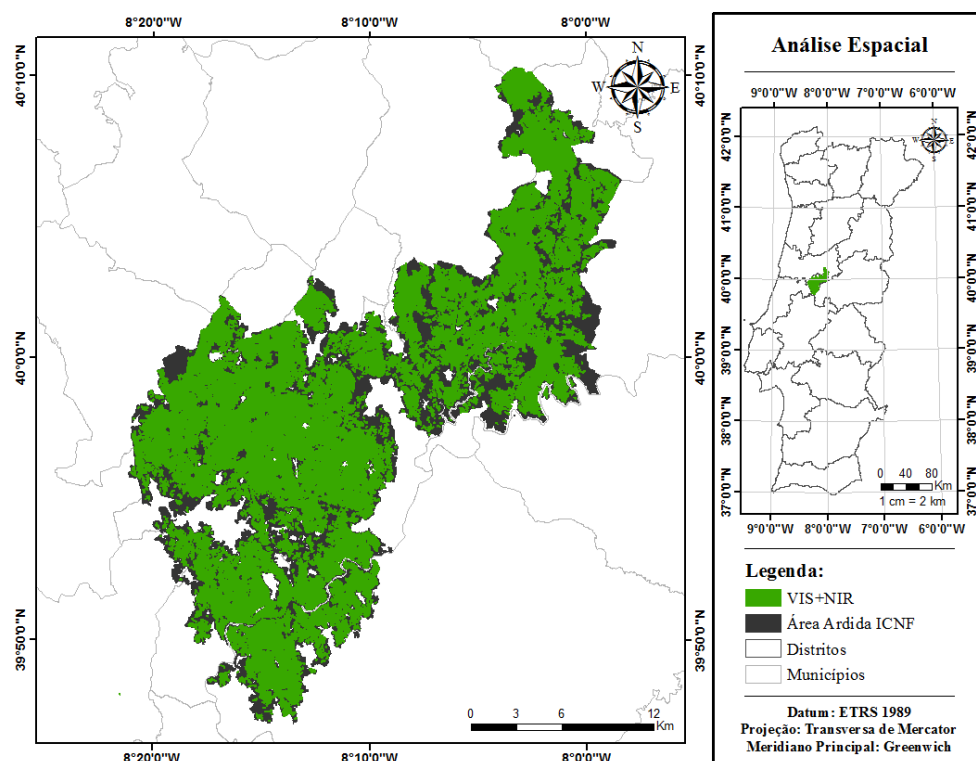 8°20'0"W 8°10'0"W 8°0'0"W
40°10'0"N 40°10'0"N
N
W E
S
40°0'0"N 40°0'0"N
39°50'0"N 39°50'0"N
0 3 6 12
Km
8°20'0"W 8°10'0"W 8°0'0"W
Análise Espacial
9°0'0"W 8°0'0"W 7°0'0"W 6°0'0"W
N
W E
S
42°0'0"N 42°0'0"N
41°0'0"N 41°0'0"N
40°0'0"N 40°0'0"N
39°0'0"N 39°0'0"N
38°0'0"N 38°0'0"N
37°0'0"N 37°0'0"N
0 40 80
Km
1 cm = 2 km
9°0'0"W 8°0'0"W 7°0'0"W 6°0'0"W
Legenda:
VIS+NIR
Área Ardida ICNF
Distritos
Municípios
Datum: ETRS 1989
Projeção: Transversa de Mercator
Meridiano Principal: Greenwich